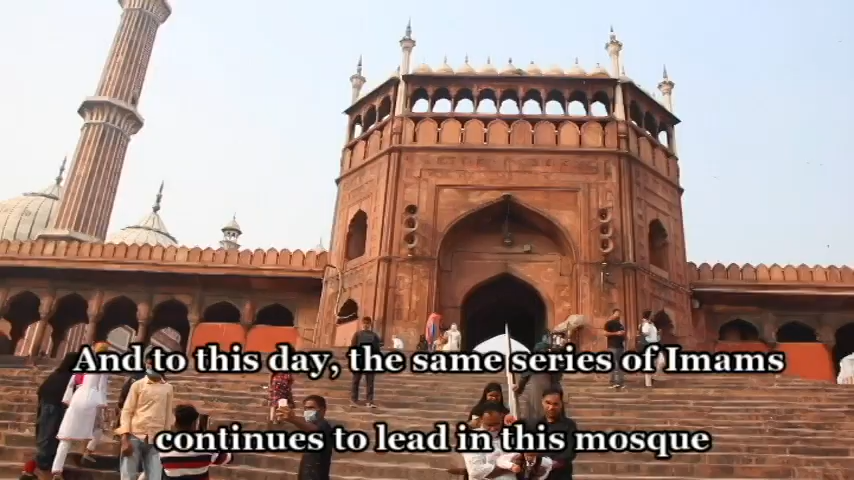 And to this day, the same series of Imams
continues to lead in this mosque